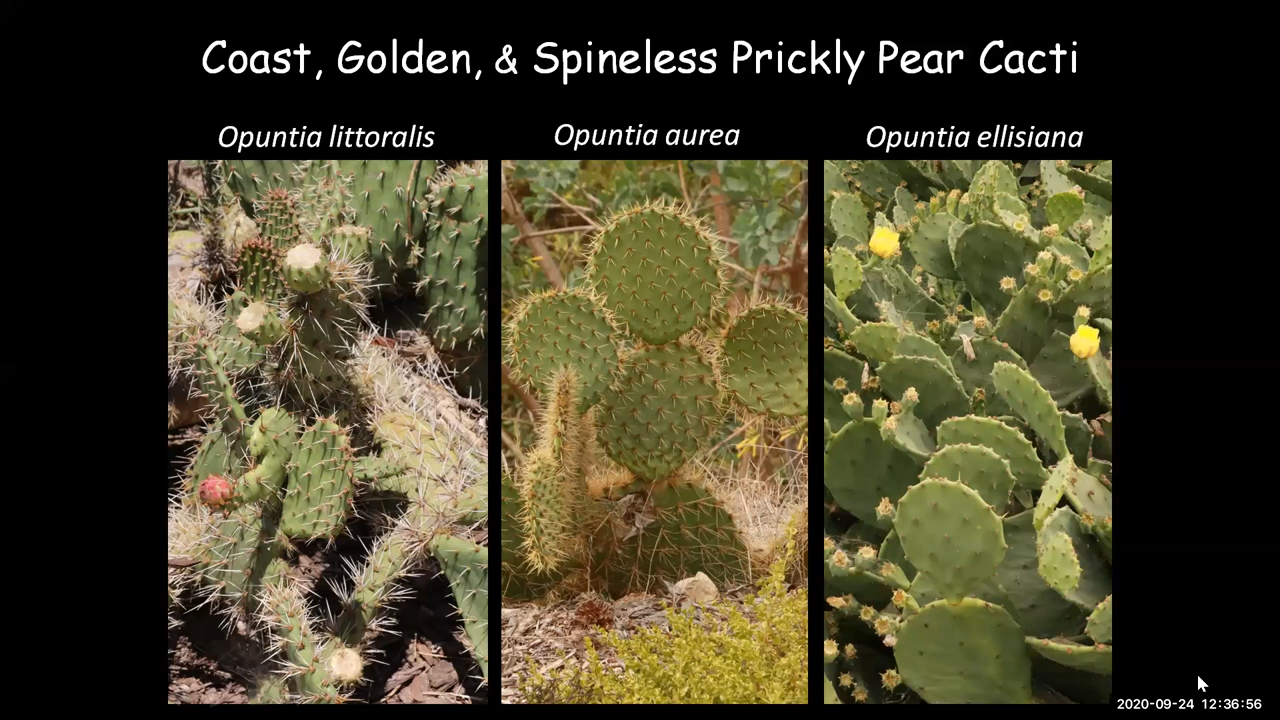 Coast, Golden, & Spineless Prickly Pear Cacti
Opuntia littoralis
Opuntia aurea
Opuntia ellisiana
2020-09-24 12:36:56